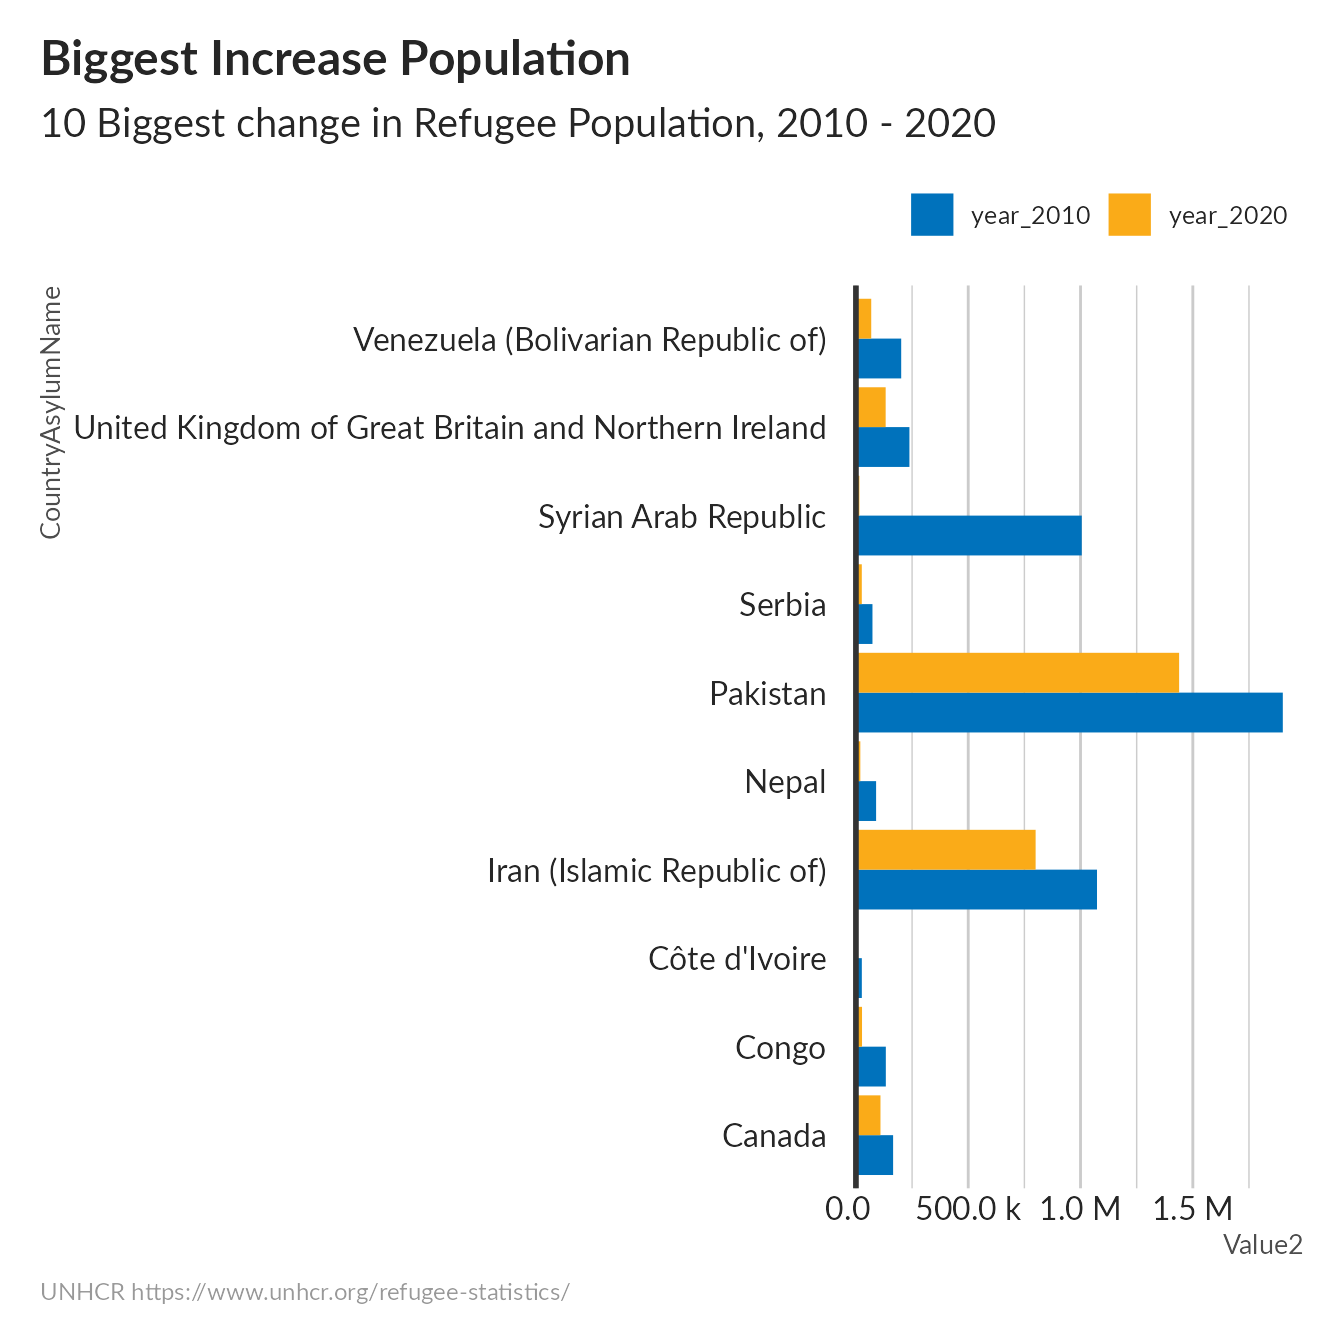 Biggest Increase Population
10 Biggest change in Refugee Population, 2010 - 2020
year_2010 year_2020
CountryAsylumName
Venezuela (Bolivarian Republic of)
United Kingdom of Great Britain and Northern Ireland
Syrian Arab Republic
Serbia
Pakistan
Nepal
Iran (Islamic Republic of)
Côte d'Ivoire
Congo
Canada
0.0 500.0 k 1.0 M 1.5 M
Value2
UNHCR https://www.unhcr.org/refugee-statistics/